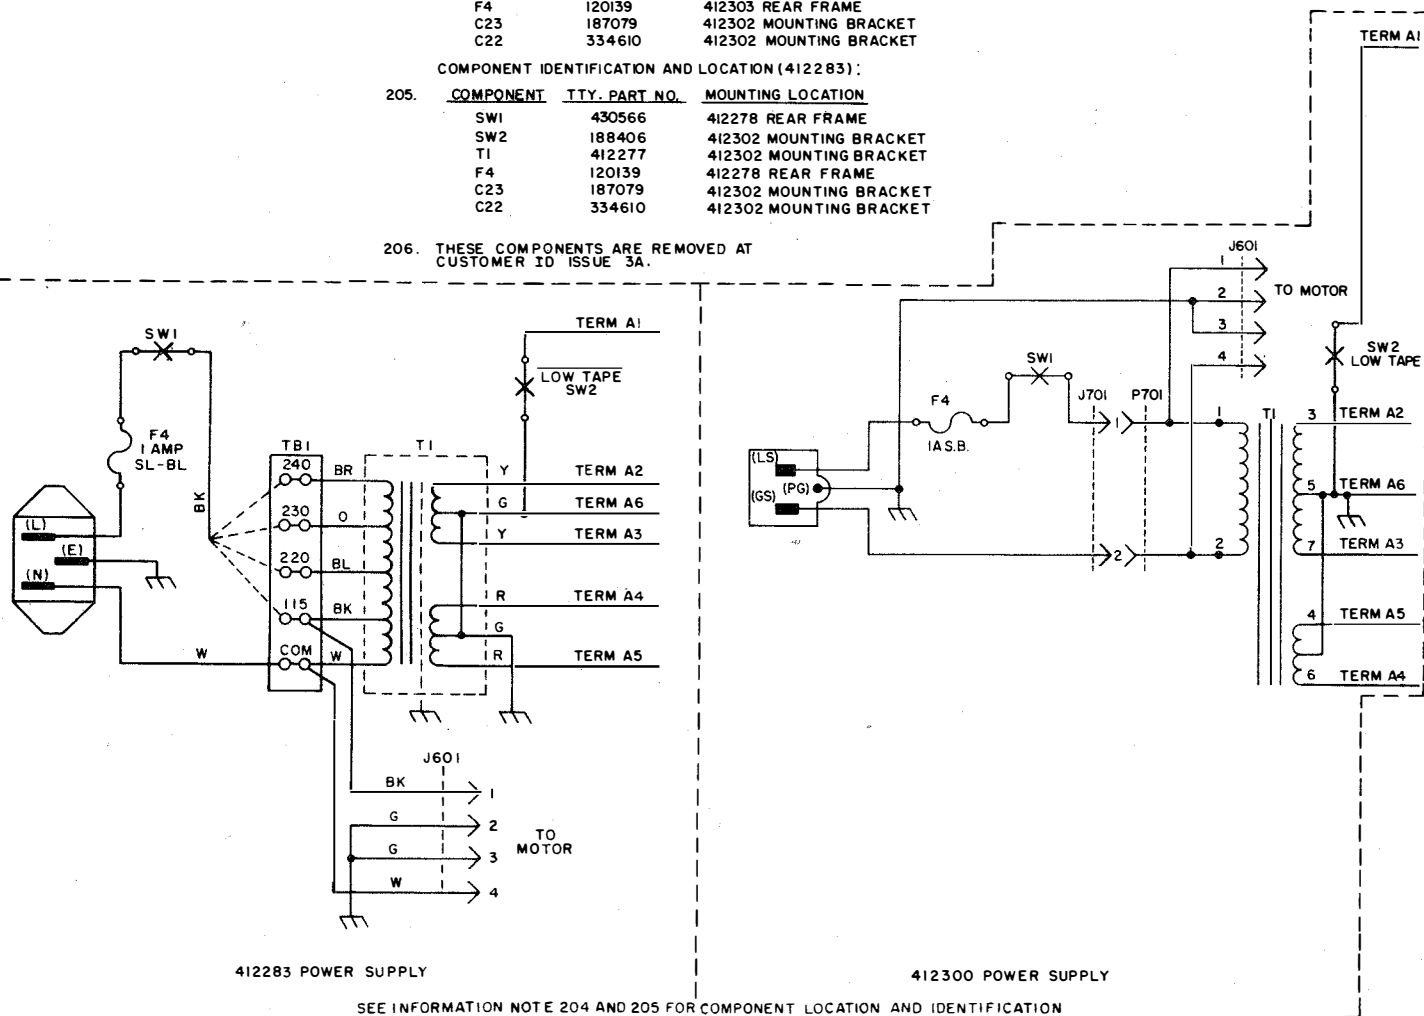 F4 120139 412303 REAR FRAME
C23 187079 412302 MOUNTING BRACKET
C22 334610 412302 MOUNTING BRACKET
COMPONENT IDENTIFICATION AND LOCATION (412283):
205. COMPONENT TTY. PART NO. MOUNTING LOCATION
SW1 430566 412278 REAR FRAME
SW2 188406 412302 MOUNTING BRACKET
T1 412277 412302 MOUNTING BRACKET
F4 120139 412278 REAR FRAME
C23 187079 412302 MOUNTING BRACKET
C22 334610 412302 MOUNTING BRACKET
206. THESE COMPONENTS ARE REMOVED AT
CUSTOMER ID ISSUE 3A.
SW1
F4
1 AMP
SL-BL
BK
(L)
(E)
(N)
W
TB1
240
230
220
115
COM
BR
O
BL
BK
W
T1
Y
G
Y
R
G
R
TERM A1
LOW TAPE
SW2
TERM A2
TERM A6
TERM A3
TERM A4
TERM A5
J601
BK 1
G 2
G 3
W 4
TO
MOTOR
412283 POWER SUPPLY
TERM A1
J601
1
2
3
4
TO MOTOR
SW2
LOW TAPE
SW1
F4
1A S.B.
J701 P701
1
2
(LS)
(PG)
(GS)
1
2
T1
3 TERM A2
5 TERM A6
7 TERM A3
4 TERM A5
6 TERM A4
412300 POWER SUPPLY
SEE INFORMATION NOTE 204 AND 205 FOR COMPONENT LOCATION AND IDENTIFICATION